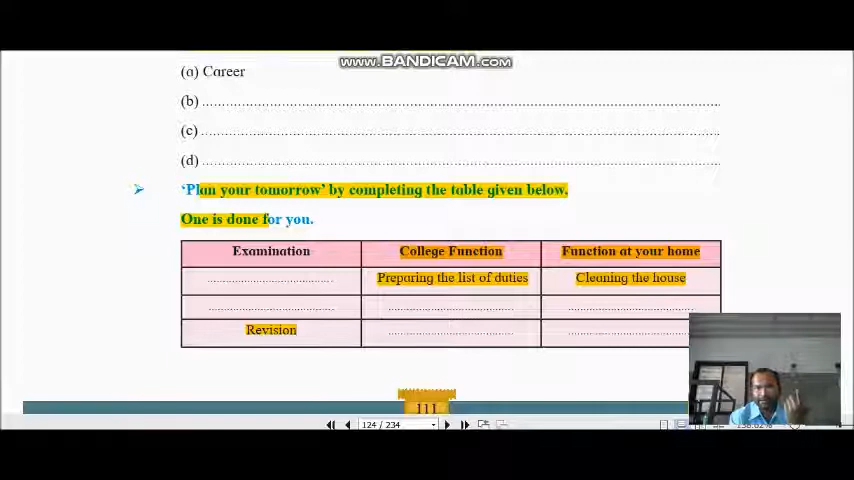 WWW.BANDICAM.COM
(a) Career
(b) ........................................................................
(c) ........................................................................
(d) ........................................................................
➢ 'Plan your tomorrow' by completing the table given below.
One is done for you.
Examination College Function Function at your home
.................................. Preparing the list of duties Cleaning the house
.................................. .................................. ..................................
Revision .................................. ..................................
111
124 / 234